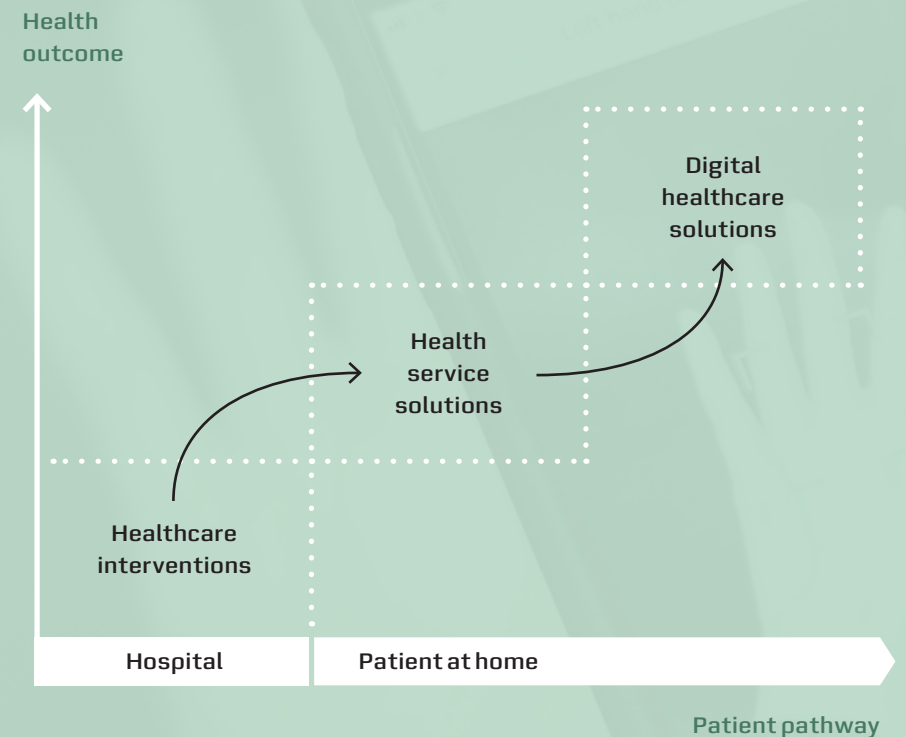 Health
outcome
Digital
healthcare
solutions
Health
service
solutions
Healthcare
interventions
Hospital
Patient at home
Patient pathway